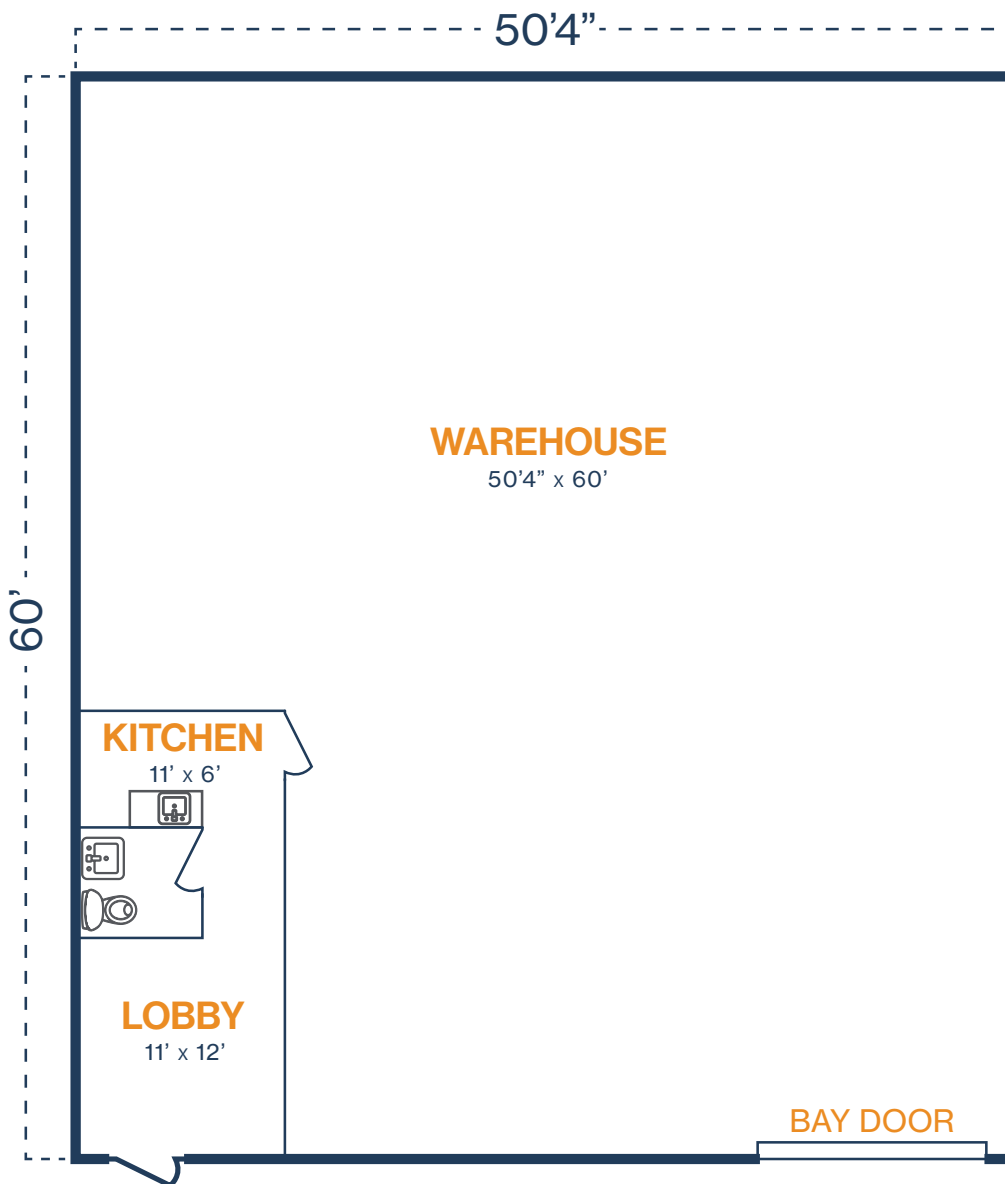 50’4”
WAREHOUSE
50’4” x 60’
60’
KITCHEN
11’ x 6’
LOBBY
11’ x 12’
BAY DOOR